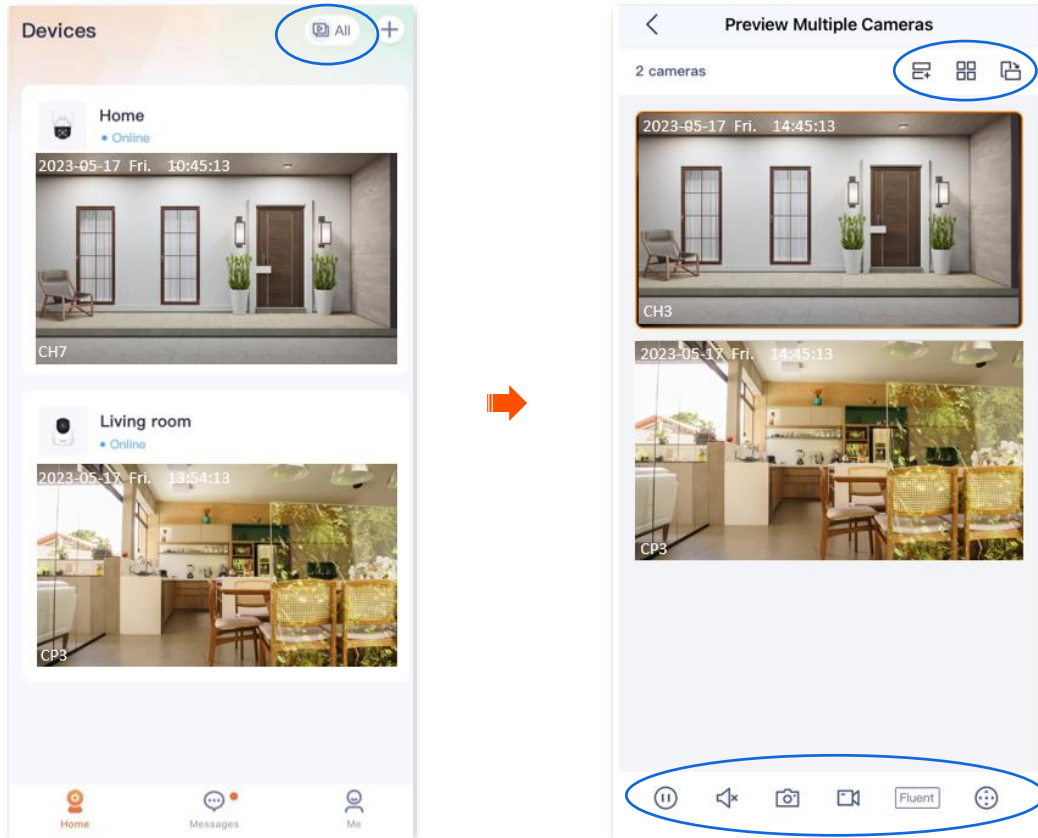 Devices
All
Home
Online
2023-05-17 Fri. 10:45:13
CH7
Living room
Online
2023-05-17 Fri. 13:54:13
CP3
Home
Messages
Me
Preview Multiple Cameras
2 cameras
2023-05-17 Fri. 14:45:13
CH3
2023-05-17 Fri. 14:45:13
CP3
Fluent